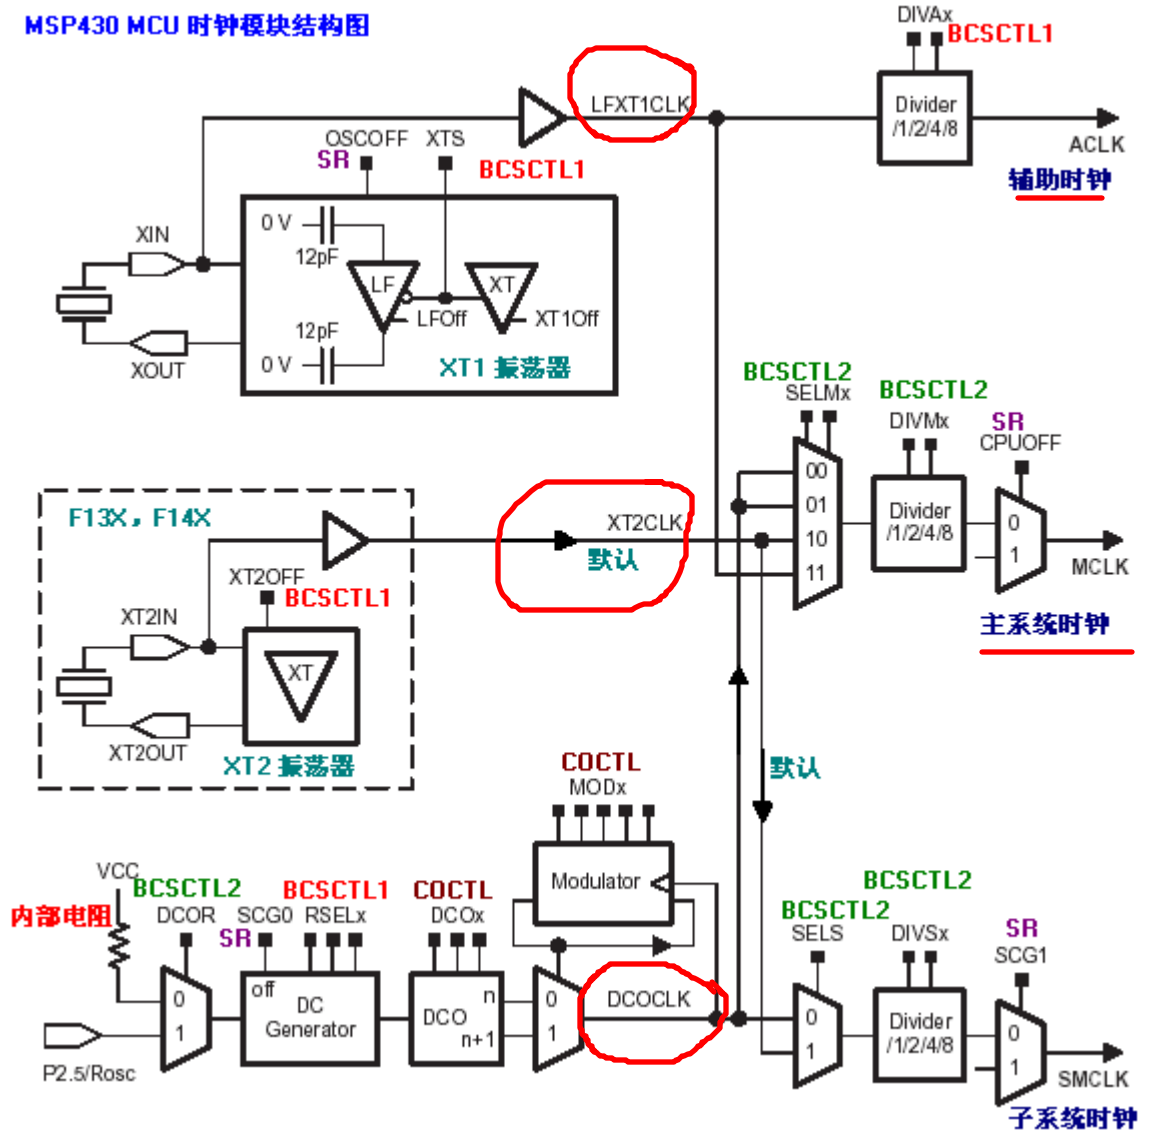 MSP430 MCU 时钟模块结构图
DIVAx
BCSCTL1
LFXT1CLK
Divider
/1/2/4/8
ACLK
辅助时钟
OSCOFF
XTS
SR
BCSCTL1
XIN
0 V
12pF
LF
XT
LFOff
XT1Off
12pF
0 V
XOUT
XT1 振荡器
BCSCTL2
SELMx
BCSCTL2
DIVMx
SR
CPUOFF
00
01
10
11
Divider
/1/2/4/8
0
1
MCLK
主系统时钟
F13X，F14X
XT2CLK
默认
XT2OFF
BCSCTL1
XT2IN
XT
XT2OUT
XT2 振荡器
默认
COCTL
MODx
Modulator
VCC
内部电阻
BCSCTL2
DCOR
SR
SCG0
BCSCTL1
RSELx
COCTL
DCOx
0
1
off
DC
Generator
DCO
n
n+1
0
1
DCOCLK
P2.5/Rosc
BCSCTL2
SELS
BCSCTL2
DIVSx
SR
SCG1
0
1
Divider
/1/2/4/8
0
1
SMCLK
子系统时钟